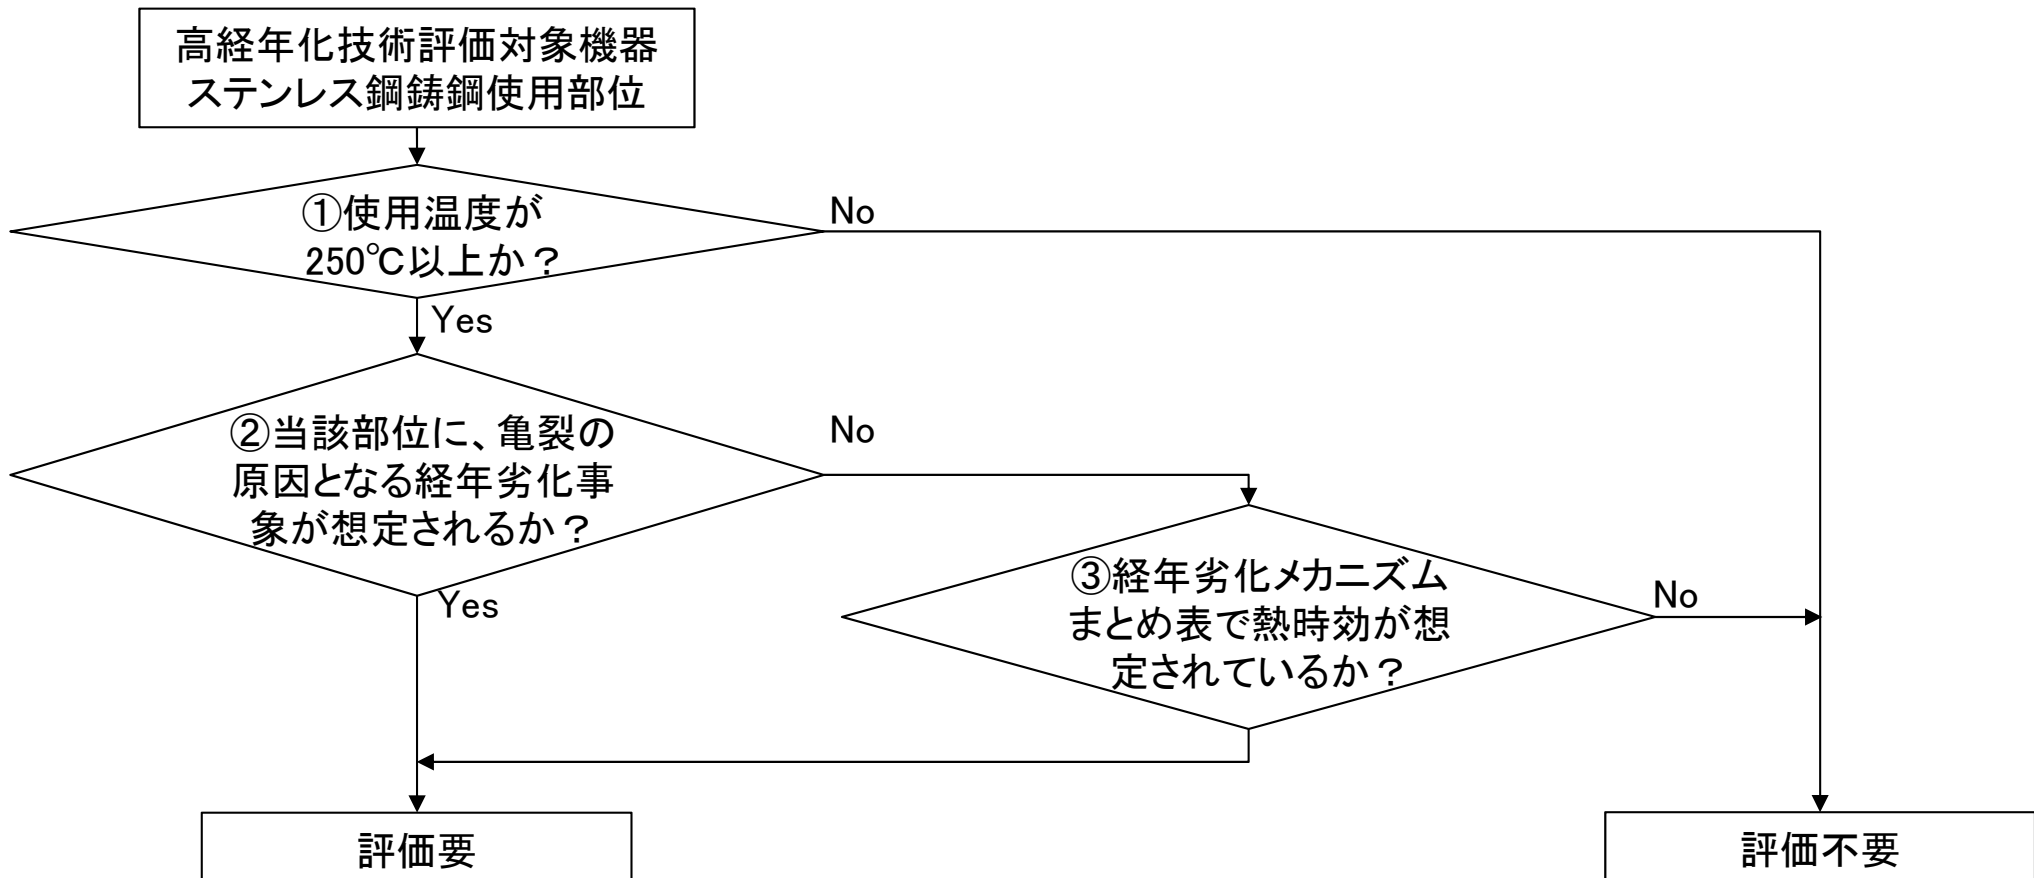 高経年化技術評価対象機器
ステンレス鋼鋳鋼使用部位
①使用温度が
250℃以上か？
No
Yes
②当該部位に、亀裂の
原因となる経年劣化事
象が想定されるか？
No
Yes
③経年劣化メカニズム
まとめ表で熱時効が想
定されているか？
No
評価要
評価不要